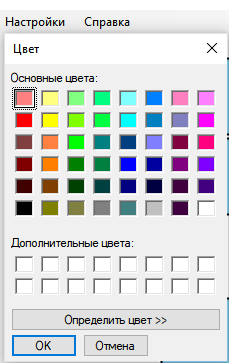 Настройки Справка
Цвет
Основные цвета:
Дополнительные цвета:
Определить цвет >>
OK Отмена